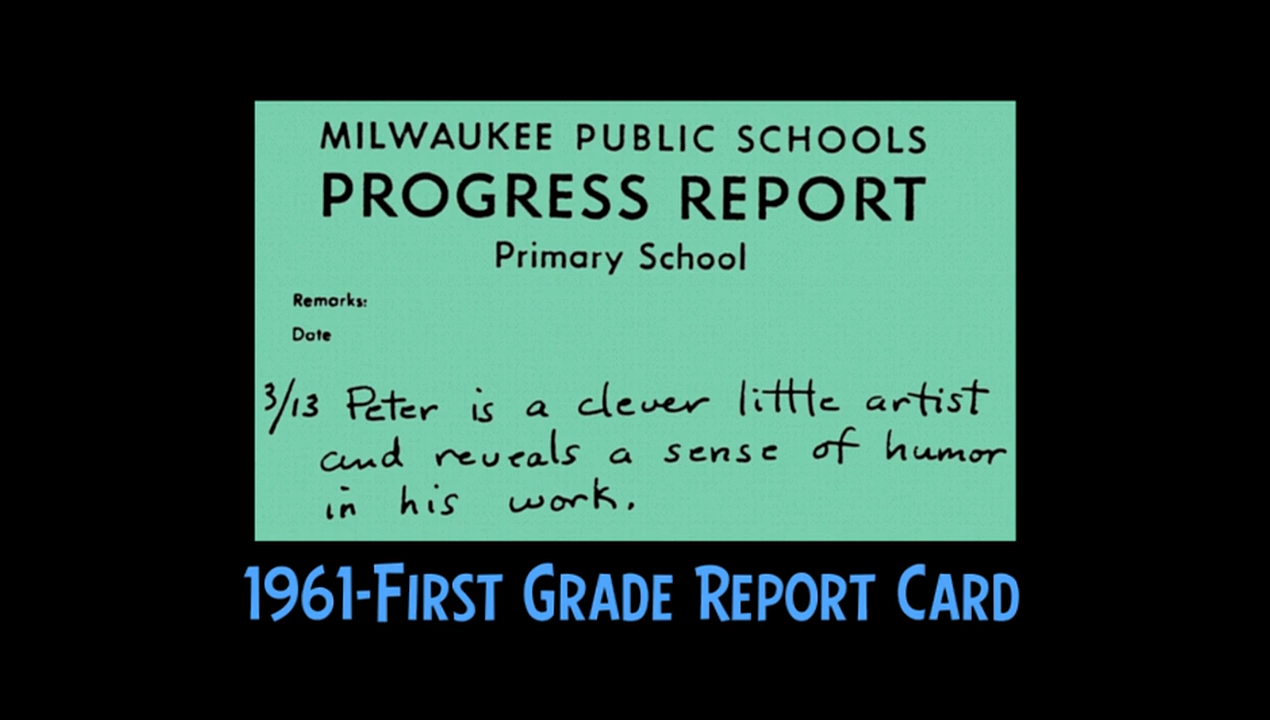 MILWAUKEE PUBLIC SCHOOLS
PROGRESS REPORT
Primary School
Remarks:
Date
3/13 Peter is a clever little artist
and reveals a sense of humor
in his work.
1961-First Grade Report Card